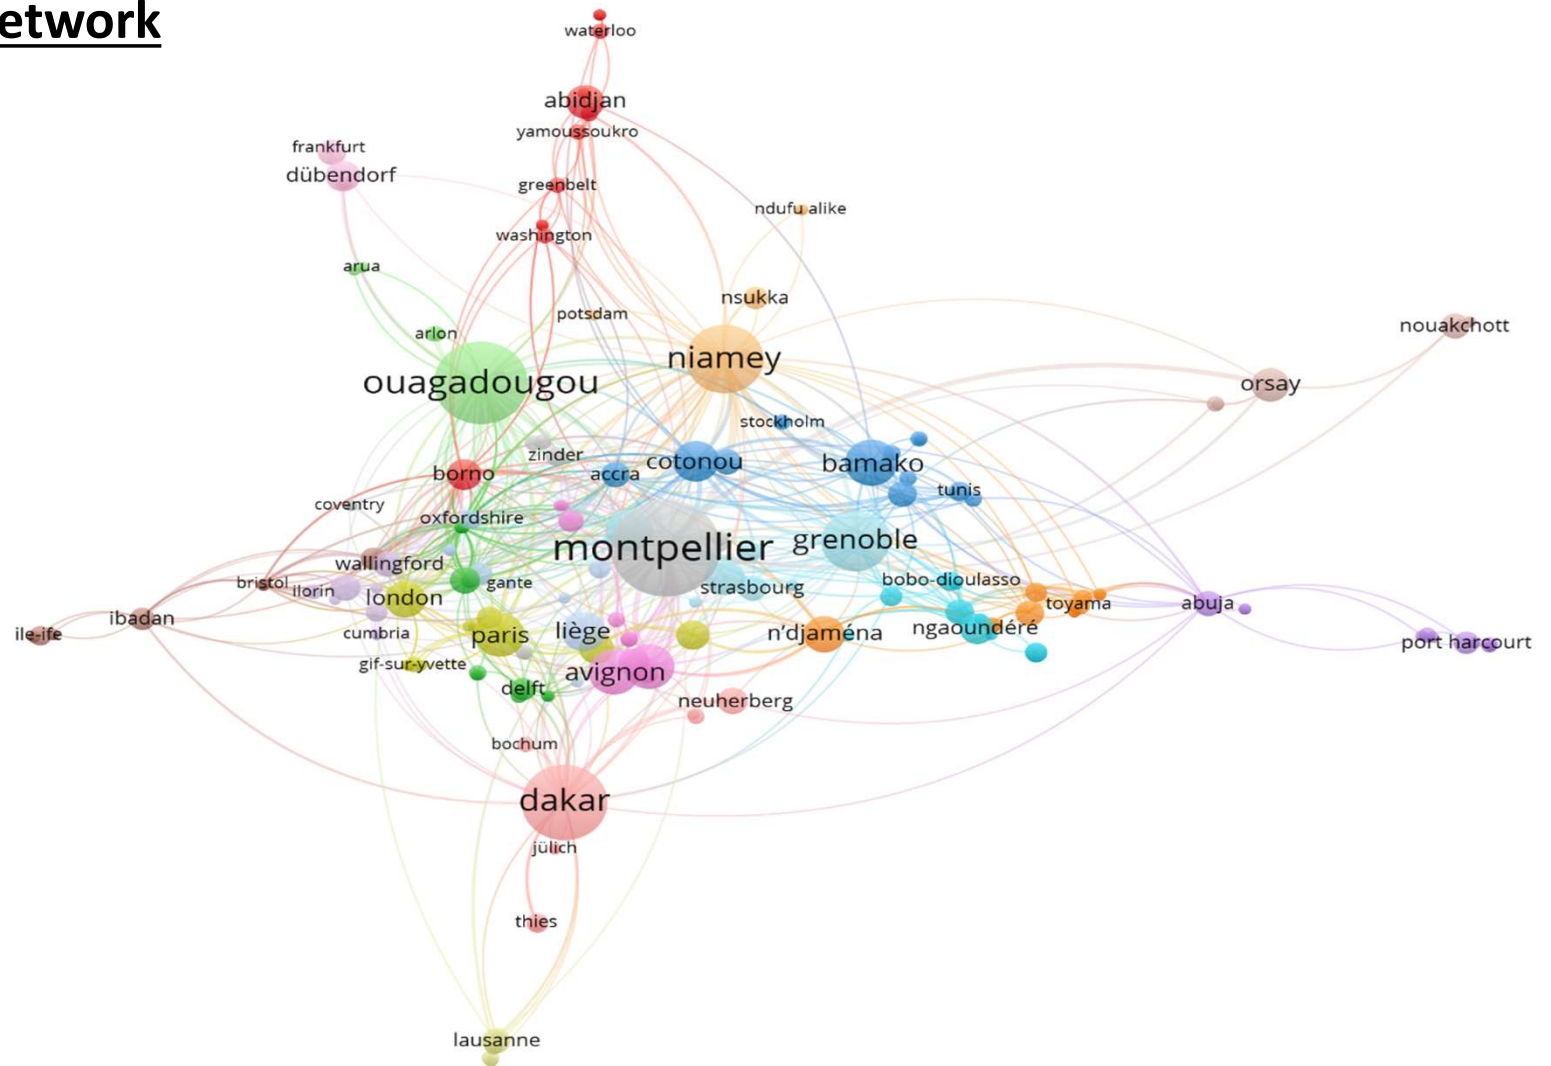 etwork
waterloo
abidjan
yamoussoukro
frankfurt
dübendorf
greenbelt
ndufu alike
washington
arua
nsukka
potsdam
nouakchott
arlon
niamey
ouagadougou
orsay
stockholm
zinder
cotonou
bamako
borno
accra
tunis
coventry
oxfordshire
montpellier
grenoble
wallingford
bristol
ilorin
gante
strasbourg
bobo-dioulasso
london
toyama
abuja
ibadan
ile-ife
cumbria
paris
liège
n'djaména
ngaoundéré
port harcourt
gif-sur-yvette
avignon
delft
neuherberg
bochum
dakar
jülich
thies
lausanne